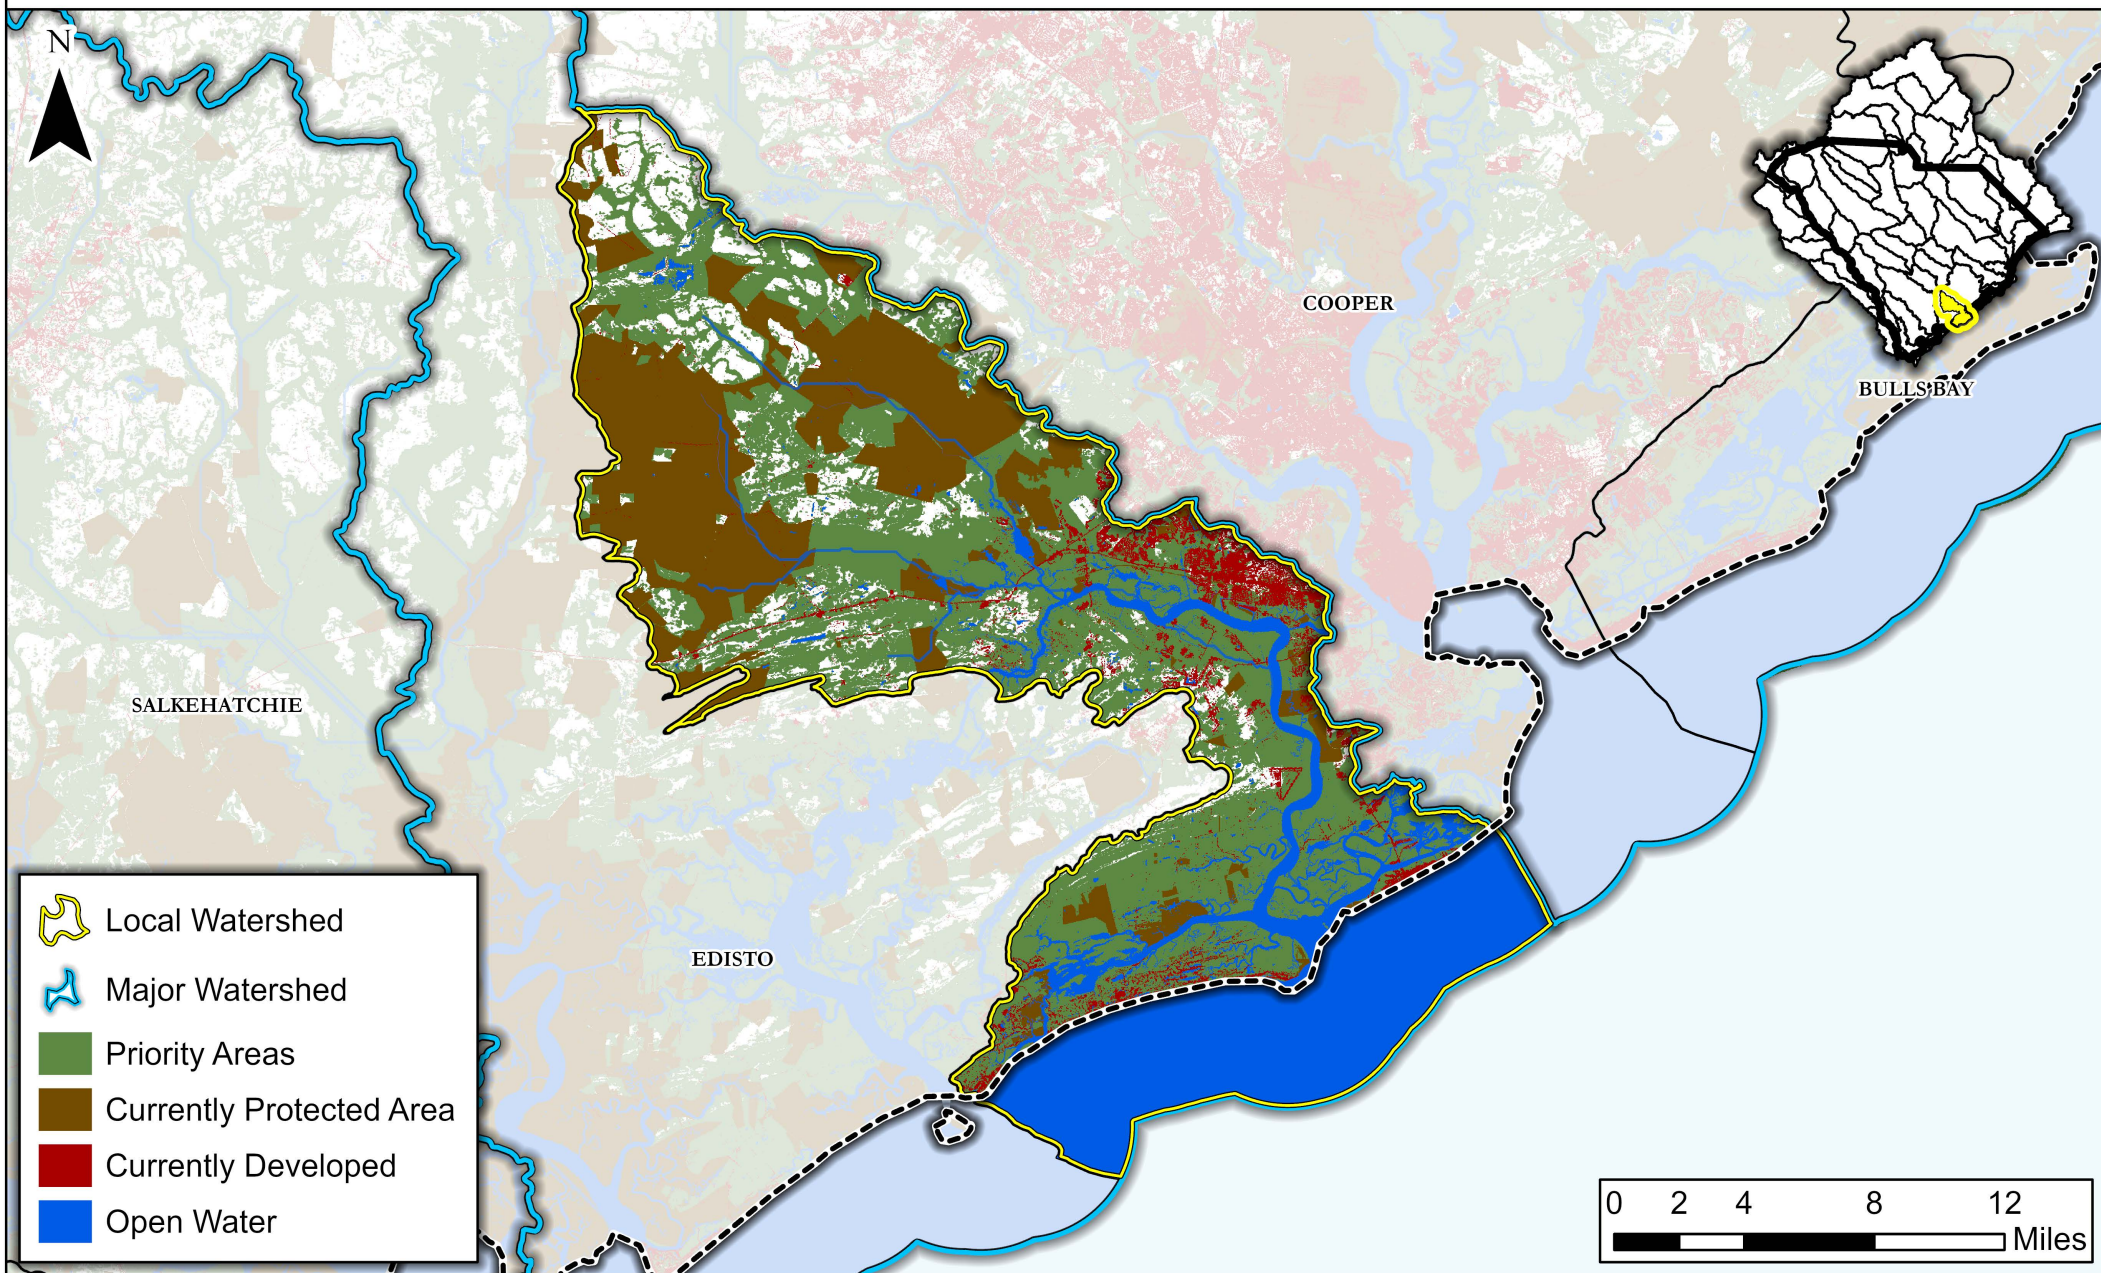 N
COOPER
BULLS BAY
SALKEHATCHIE
EDISTO
Local Watershed
Major Watershed
Priority Areas
Currently Protected Area
Currently Developed
Open Water
0 2 4 8 12
Miles